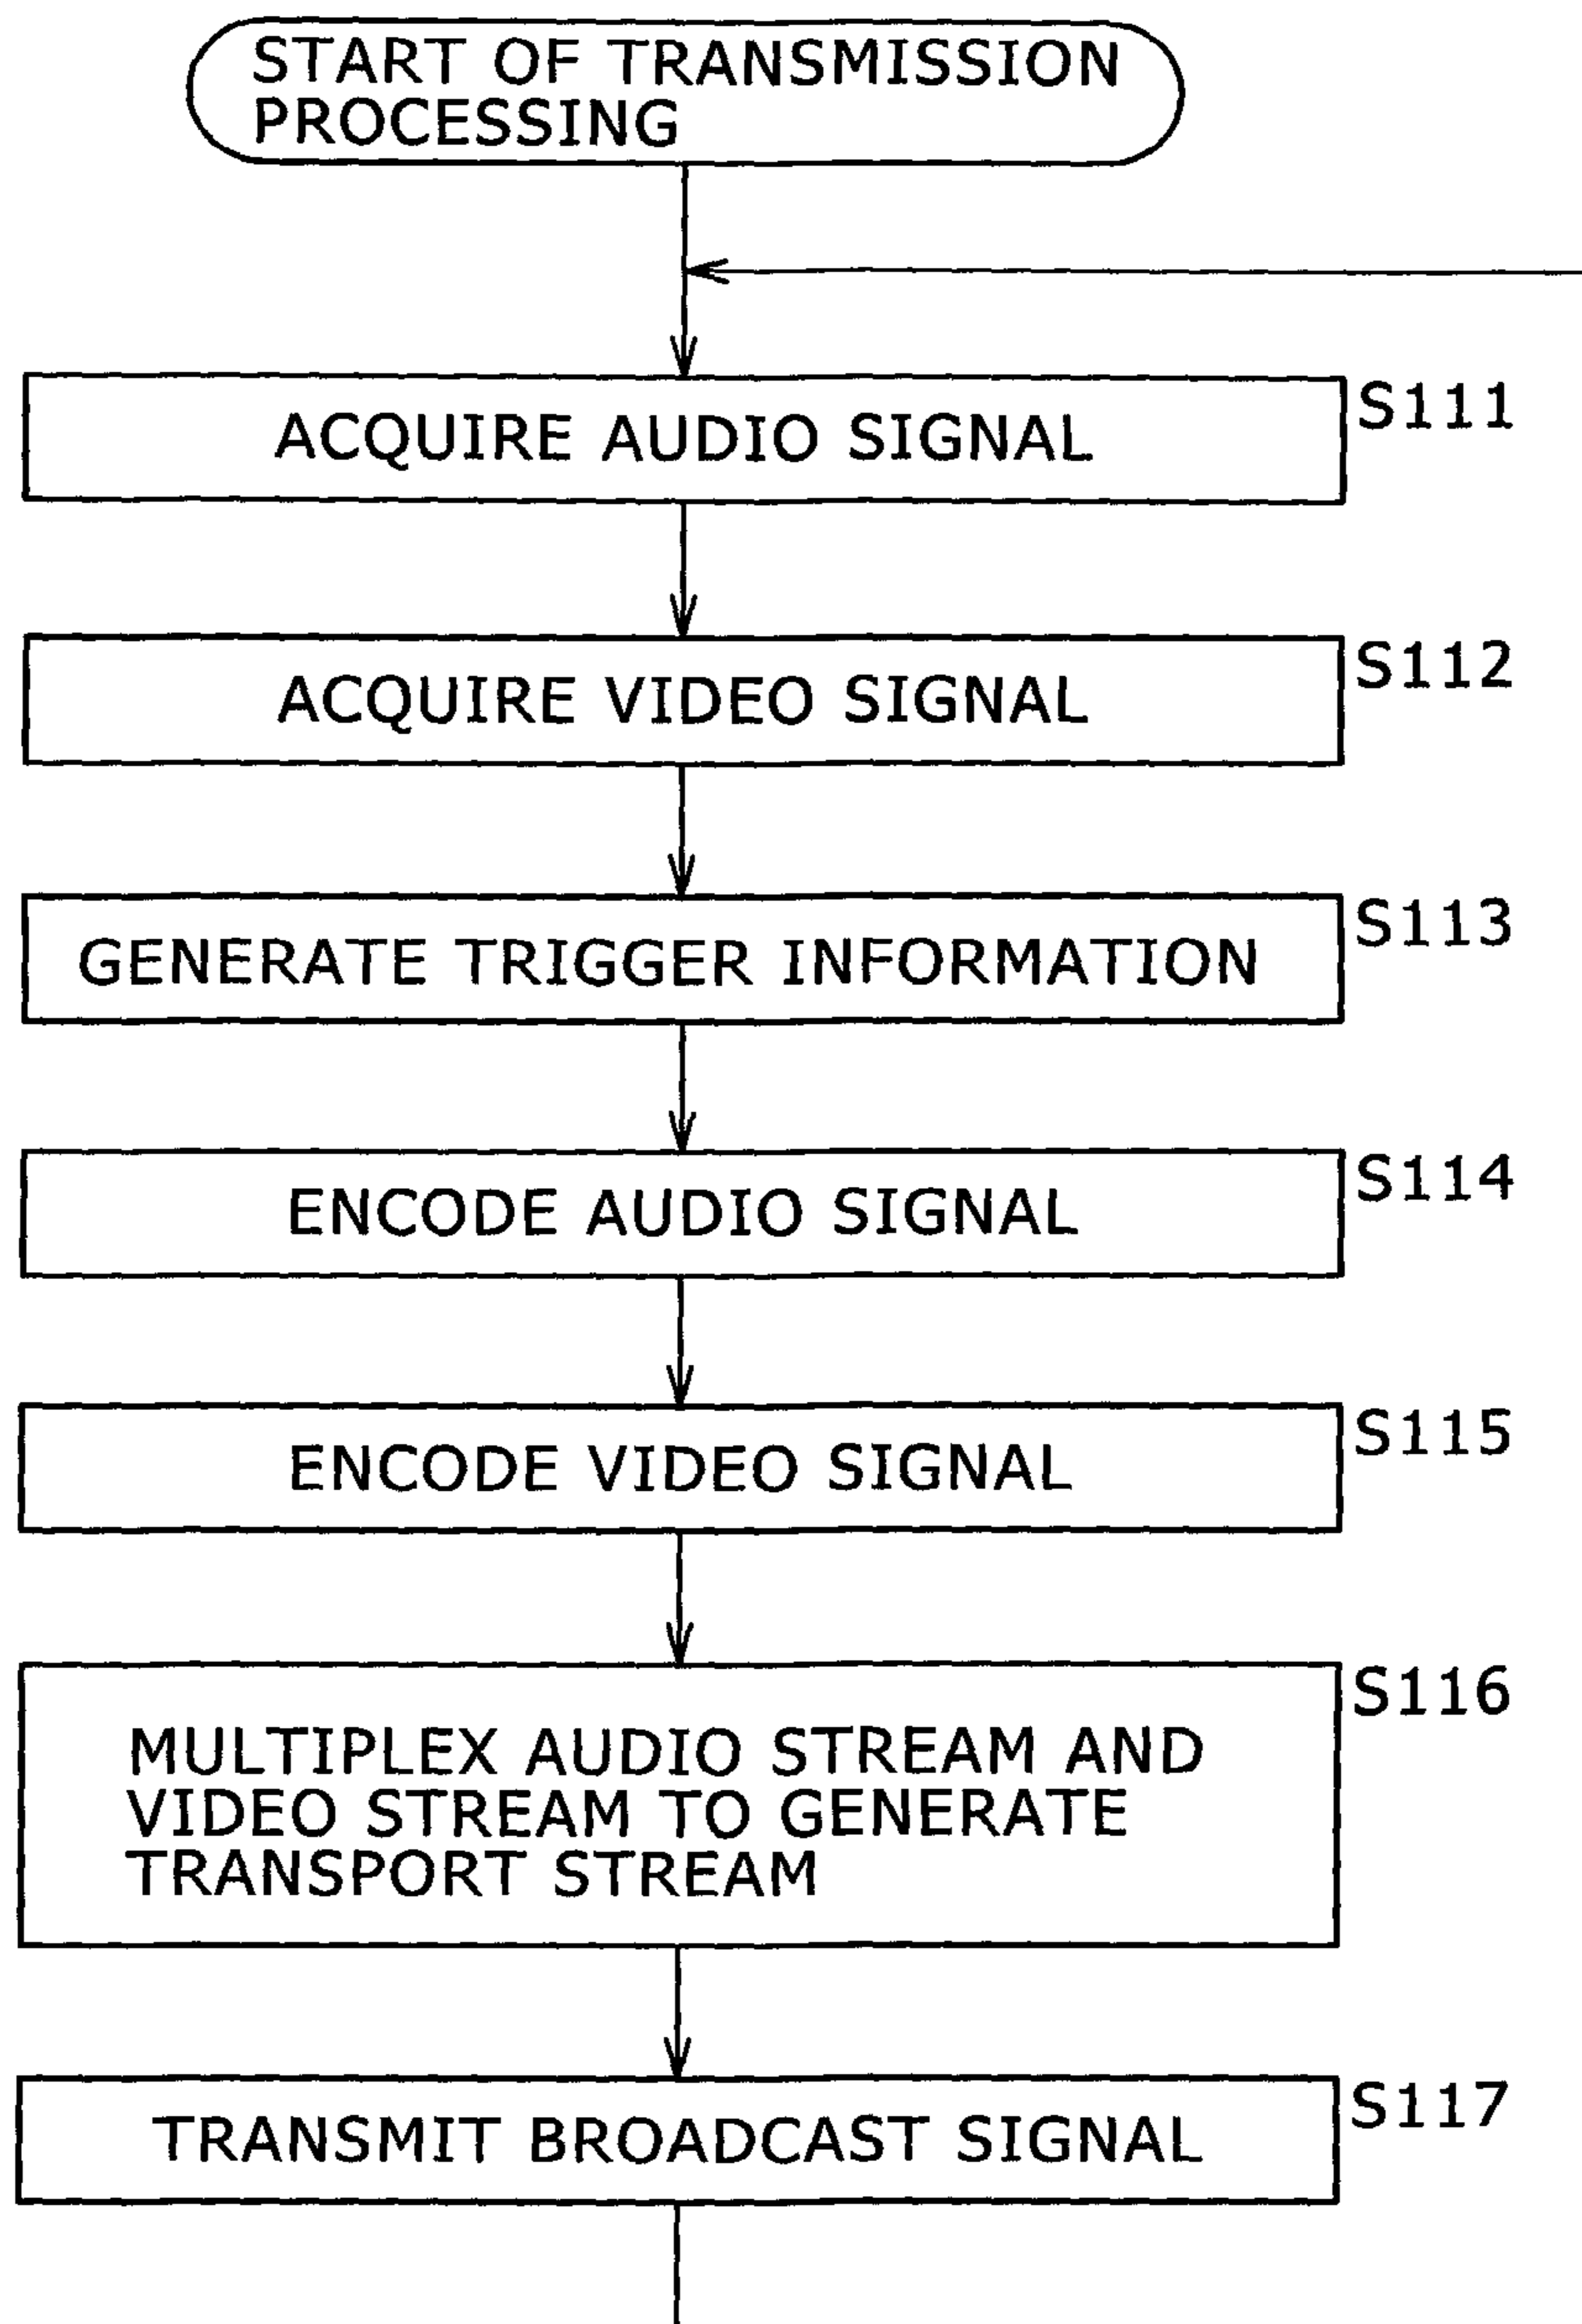 START OF TRANSMISSION
PROCESSING
ACQUIRE AUDIO SIGNAL
S111
ACQUIRE VIDEO SIGNAL
S112
GENERATE TRIGGER INFORMATION
S113
ENCODE AUDIO SIGNAL
S114
ENCODE VIDEO SIGNAL
S115
MULTIPLEX AUDIO STREAM AND
VIDEO STREAM TO GENERATE
TRANSPORT STREAM
S116
TRANSMIT BROADCAST SIGNAL
S117